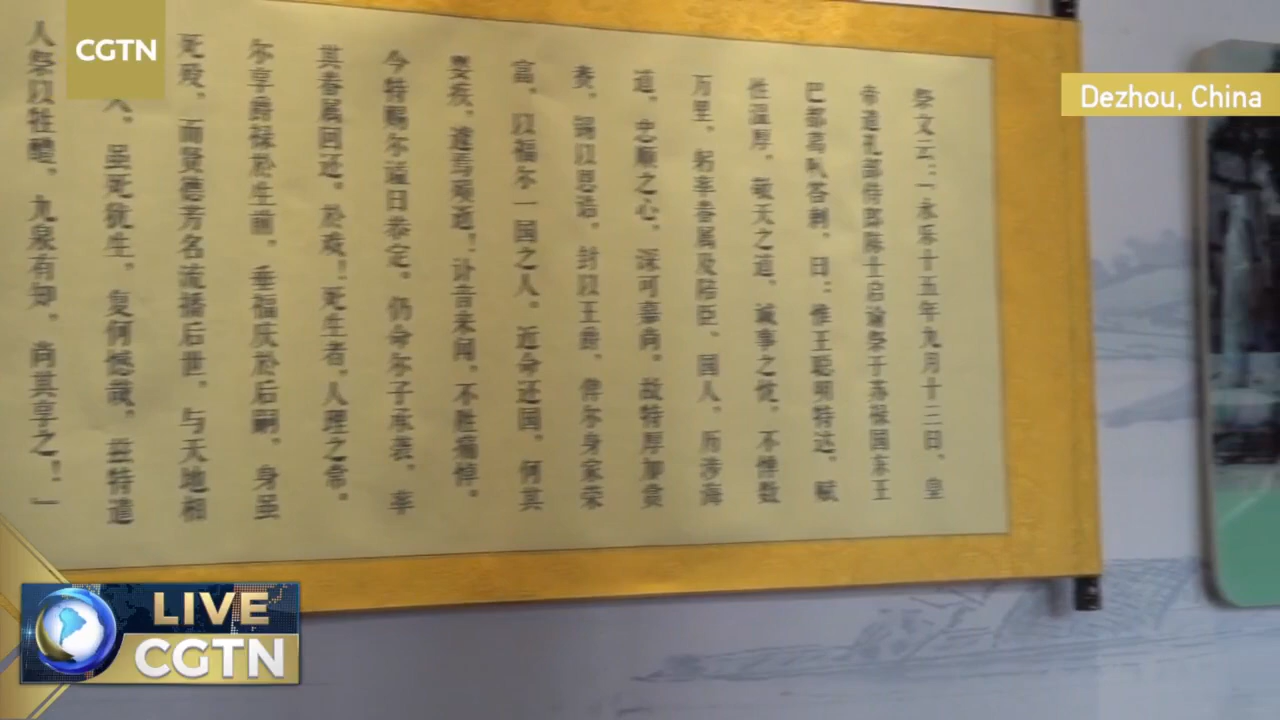 CGTN
Dezhou, China
祭文云:“永乐十五年九月十三日,皇
帝遣礼部侍郎陈士启谕祭于苏禄国东王
巴都葛叭答剌,曰:惟王聪明特达,赋
性温厚,敬天之道,诚事之忱,不惮数
万里,躬率眷属及陪臣,国人,历涉海
道,忠顺之心,深可嘉尚。故特厚加赏
赉,锡以恩诰,封以王爵,俾尔身家荣
富,以福尔一国之人。近命还国,何其
婴疾,遽焉殒逝!讣音来闻,不胜痛悼。
今特赐尔谥曰恭定,仍命尔子承袭,率
其眷属回还。於戏!死生者,人理之常。
尔享爵禄於生前,垂福庆於后嗣,身虽
死殁,而贤德芳名流播后世,与天地相
久,虽死犹生,复何憾哉。兹特遣
人祭以牲醴,九泉有知,尚其享之!”
LIVE
CGTN